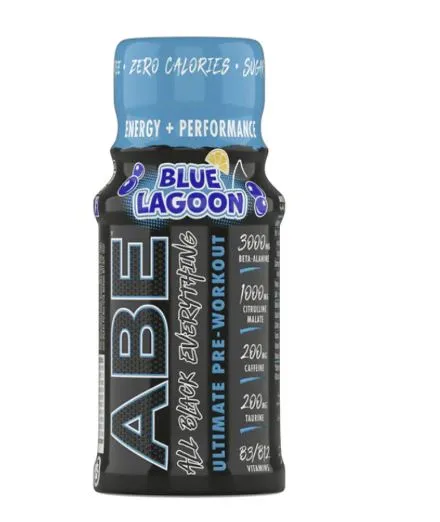 • ZERO CALORIES • SUGAR
ENERGY + PERFORMANCE
BLUE
LAGOON
ABE
ALL BLACK EVERYTHING
ULTIMATE PRE-WORKOUT
3000MG
BETA-ALANINE
1000MG
CITRULLINE
MALATE
200MG
CAFFEINE
200MG
TAURINE
B3/B12
VITAMINS